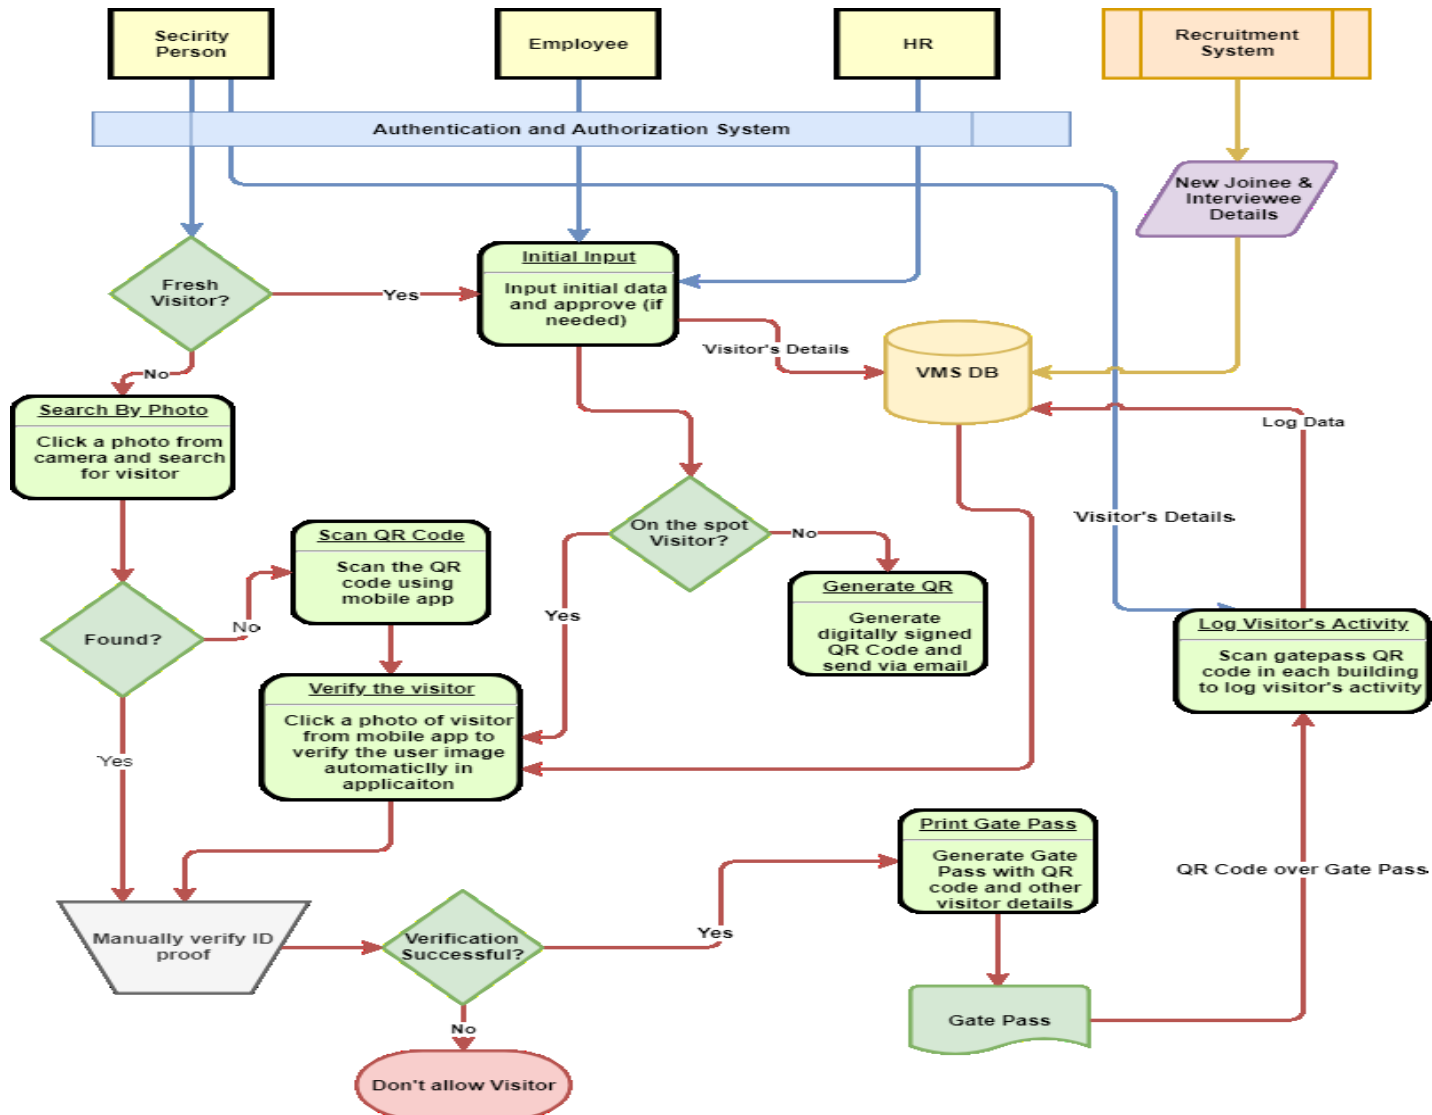 Secirity
Person
Employee
HR
Recruitment
System
Authentication and Authorization System
New Joinee &
Interviewee
Details
Fresh
Visitor?
Yes
Initial Input
Input initial data
and approve (if
needed)
Visitor's Details
VMS DB
No
Search By Photo
Click a photo from
camera and search
for visitor
Log Data
On the spot
Visitor?
No
Visitor's Details
Scan QR Code
Scan the QR
code using
mobile app
Generate QR
Generate
digitally signed
QR Code and
send via email
Yes
Found?
No
Log Visitor's Activity
Scan gatepass QR
code in each building
to log visitor's activity
Verify the visitor
Click a photo of visitor
from mobile app to
verify the user image
automaticlly in
applicaiton
Yes
Print Gate Pass
Generate Gate
Pass with QR
code and other
visitor details
QR Code over Gate Pass
Manually verify ID
proof
Verification
Successful?
Yes
No
Gate Pass
Don't allow Visitor